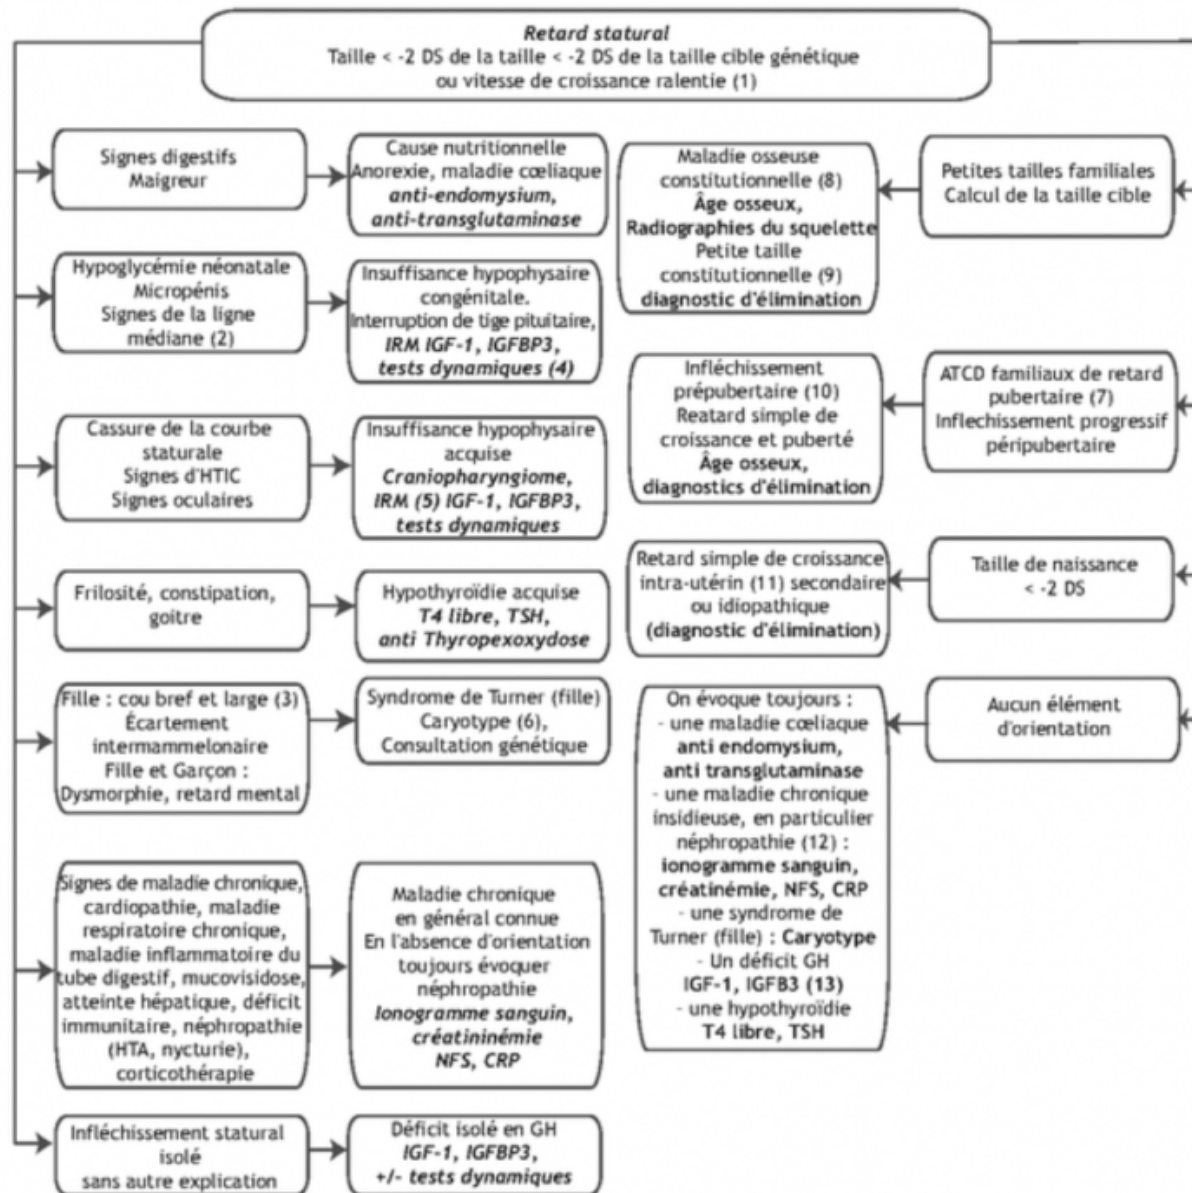 Retard statural
Taille < -2 DS de la taille < -2 DS de la taille cible génétique
ou vitesse de croissance ralentie (1)
Signes digestifs
Maigreur
Cause nutritionnelle
Anorexie, maladie cœliaque
anti-endomysium,
anti-transglutaminase
Hypoglycémie néonatale
Micropénis
Signes de la ligne
médiane (2)
Insuffisance hypophysaire
congénitale.
Interruption de tige pituitaire,
IRM IGF-1, IGFBP3,
tests dynamiques (4)
Cassure de la courbe
staturale
Signes d'HTIC
Signes oculaires
Insuffisance hypophysaire
acquise
Craniopharyngiome,
IRM (5) IGF-1, IGFBP3,
tests dynamiques
Frilosité, constipation,
goitre
Hypothyroïdie acquise
T4 libre, TSH,
anti Thyropexoxydose
Fille : cou bref et large (3)
Écartement
intermammelonaire
Fille et Garçon :
Dysmorphie, retard mental
Syndrome de Turner (fille)
Caryotype (6),
Consultation génétique
Signes de maladie chronique,
cardiopathie, maladie
respiratoire chronique,
maladie inflammatoire du
tube digestif, mucovisidose,
atteinte hépatique, déficit
immunitaire, néphropathie
(HTA, nycturie),
corticothérapie
Maladie chronique
en général connue
En l'absence d'orientation
toujours évoquer
néphropathie
Ionogramme sanguin,
créatininémie
NFS, CRP
Infléchissement statural
isolé
sans autre explication
Déficit isolé en GH
IGF-1, IGFBP3,
+/- tests dynamiques
Petites tailles familiales
Calcul de la taille cible
Maladie osseuse
constitutionnelle (8)
Âge osseux,
Radiographies du squelette
Petite taille
constitutionnelle (9)
diagnostic d'élimination
ATCD familiaux de retard
pubertaire (7)
Inflechissement progressif
péripubertaire
Infléchissement
prépubertaire (10)
Reatard simple de
croissance et puberté
Âge osseux,
diagnostics d'élimination
Taille de naissance
< -2 DS
Retard simple de croissance
intra-utérin (11) secondaire
ou idiopathique
(diagnostic d'élimination)
Aucun élément
d'orientation
On évoque toujours :
- une maladie cœliaque
anti endomysium,
anti transglutaminase
- une maladie chronique
insidieuse, en particulier
néphropathie (12) :
ionogramme sanguin,
créatinémie, NFS, CRP
- une syndrome de
Turner (fille) : Caryotype
- Un déficit GH
IGF-1, IGFB3 (13)
- une hypothyroïdie
T4 libre, TSH